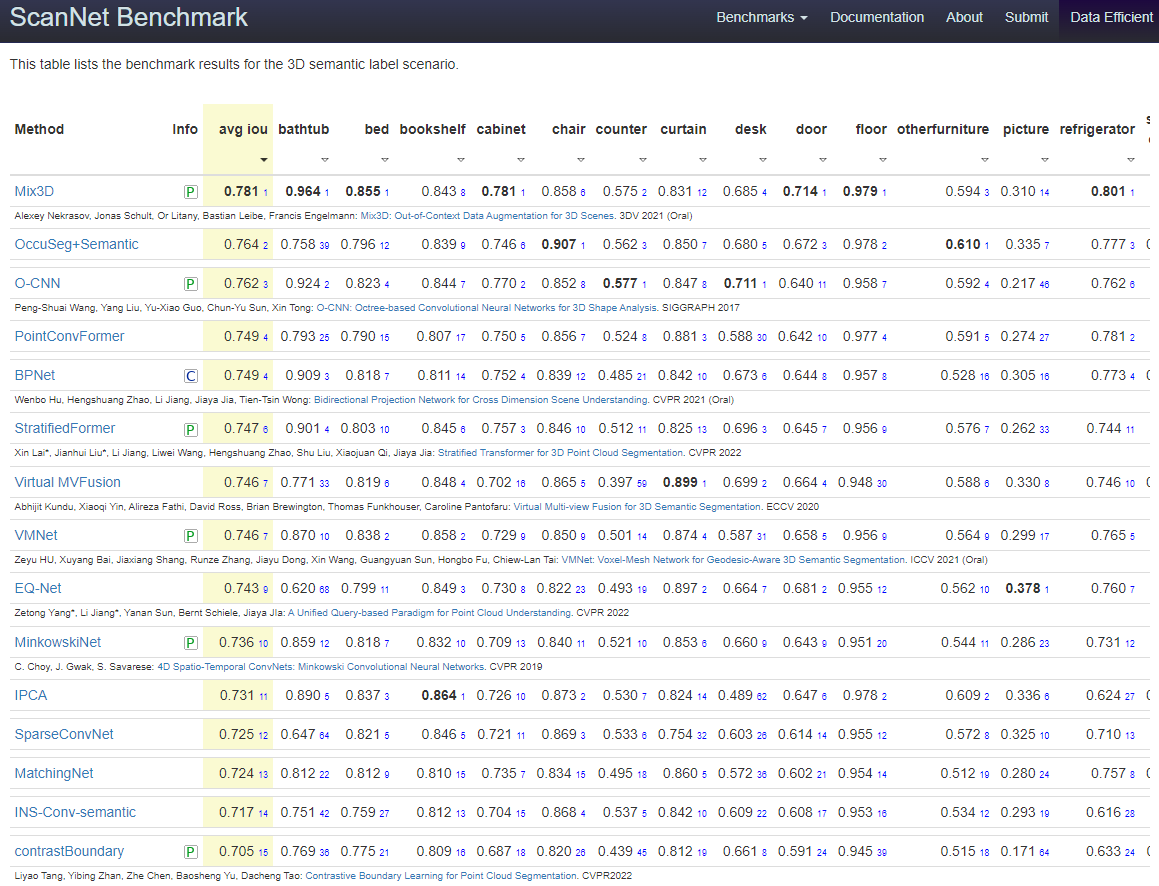 ScanNet Benchmark
Benchmarks Documentation About Submit Data Efficient
This table lists the benchmark results for the 3D semantic label scenario.
Method Info avg iou bathtub bed bookshelf cabinet chair counter curtain desk door floor otherfurniture picture refrigerator
Mix3D P 0.781 1 0.964 1 0.855 1 0.843 8 0.781 1 0.858 6 0.575 2 0.831 12 0.685 4 0.714 1 0.979 1 0.594 3 0.310 14 0.801 1
Alexey Nekrasov, Jonas Schult, Or Litany, Bastian Leibe, Francis Engelmann: Mix3D: Out-of-Context Data Augmentation for 3D Scenes. 3DV 2021 (Oral)
OccuSeg+Semantic 0.764 2 0.758 39 0.796 12 0.839 9 0.746 6 0.907 1 0.562 3 0.850 7 0.680 5 0.672 3 0.978 2 0.610 1 0.335 7 0.777 3
O-CNN P 0.762 3 0.924 2 0.823 4 0.844 7 0.770 2 0.852 8 0.577 1 0.847 8 0.711 1 0.640 11 0.958 7 0.592 4 0.217 46 0.762 6
Peng-Shuai Wang, Yang Liu, Yu-Xiao Guo, Chun-Yu Sun, Xin Tong: O-CNN: Octree-based Convolutional Neural Networks for 3D Shape Analysis. SIGGRAPH 2017
PointConvFormer 0.749 4 0.793 25 0.790 15 0.807 17 0.750 5 0.856 7 0.524 8 0.881 3 0.588 30 0.642 10 0.977 4 0.591 5 0.274 27 0.781 2
BPNet C 0.749 4 0.909 3 0.818 7 0.811 14 0.752 4 0.839 12 0.485 21 0.842 10 0.673 6 0.644 8 0.957 8 0.528 16 0.305 16 0.773 4
Wenbo Hu, Hengshuang Zhao, Li Jiang, Jiaya Jia, Tien-Tsin Wong: Bidirectional Projection Network for Cross Dimension Scene Understanding. CVPR 2021 (Oral)
StratifiedFormer P 0.747 6 0.901 4 0.803 10 0.845 6 0.757 3 0.846 10 0.512 11 0.825 13 0.696 3 0.645 7 0.956 9 0.576 7 0.262 33 0.744 11
Xin Lai*, Jianhui Liu*, Li Jiang, Liwei Wang, Hengshuang Zhao, Shu Liu, Xiaojuan Qi, Jiaya Jia: Stratified Transformer for 3D Point Cloud Segmentation. CVPR 2022
Virtual MVFusion 0.746 7 0.771 33 0.819 6 0.848 4 0.702 16 0.865 5 0.397 59 0.899 1 0.699 2 0.664 4 0.948 30 0.588 6 0.330 8 0.746 10
Abhijit Kundu, Xiaoqi Yin, Alireza Fathi, David Ross, Brian Brewington, Thomas Funkhouser, Caroline Pantofaru: Virtual Multi-view Fusion for 3D Semantic Segmentation. ECCV 2020
VMNet P 0.746 7 0.870 10 0.838 2 0.858 2 0.729 9 0.850 9 0.501 14 0.874 4 0.587 31 0.658 5 0.956 9 0.564 9 0.299 17 0.765 5
Zeyu HU, Xuyang Bai, Jiaxiang Shang, Runze Zhang, Jiayu Dong, Xin Wang, Guangyuan Sun, Hongbo Fu, Chiew-Lan Tai: VMNet: Voxel-Mesh Network for Geodesic-Aware 3D Semantic Segmentation. ICCV 2021 (Oral)
EQ-Net 0.743 9 0.620 68 0.799 11 0.849 3 0.730 8 0.822 23 0.493 19 0.897 2 0.664 7 0.681 2 0.955 12 0.562 10 0.378 1 0.760 7
Zetong Yang*, Li Jiang*, Yanan Sun, Bernt Schiele, Jiaya JIa: A Unified Query-based Paradigm for Point Cloud Understanding. CVPR 2022
MinkowskiNet P 0.736 10 0.859 12 0.818 7 0.832 10 0.709 13 0.840 11 0.521 10 0.853 6 0.660 9 0.643 9 0.951 20 0.544 11 0.286 23 0.731 12
C. Choy, J. Gwak, S. Savarese: 4D Spatio-Temporal ConvNets: Minkowski Convolutional Neural Networks. CVPR 2019
IPCA 0.731 11 0.890 5 0.837 3 0.864 1 0.726 10 0.873 2 0.530 7 0.824 14 0.489 62 0.647 6 0.978 2 0.609 2 0.336 6 0.624 27
SparseConvNet 0.725 12 0.647 64 0.821 5 0.846 5 0.721 11 0.869 3 0.533 6 0.754 32 0.603 26 0.614 14 0.955 12 0.572 8 0.325 10 0.710 13
MatchingNet 0.724 13 0.812 22 0.812 9 0.810 15 0.735 7 0.834 15 0.495 18 0.860 5 0.572 36 0.602 21 0.954 14 0.512 19 0.280 24 0.757 8
INS-Conv-semantic 0.717 14 0.751 42 0.759 27 0.812 13 0.704 15 0.868 4 0.537 5 0.842 10 0.609 22 0.608 17 0.953 16 0.534 12 0.293 19 0.616 28
contrastBoundary P 0.705 15 0.769 36 0.775 21 0.809 16 0.687 18 0.820 26 0.439 45 0.812 19 0.661 8 0.591 24 0.945 39 0.515 18 0.171 64 0.633 24
Liyao Tang, Yibing Zhan, Zhe Chen, Baosheng Yu, Dacheng Tao: Contrastive Boundary Learning for Point Cloud Segmentation. CVPR2022